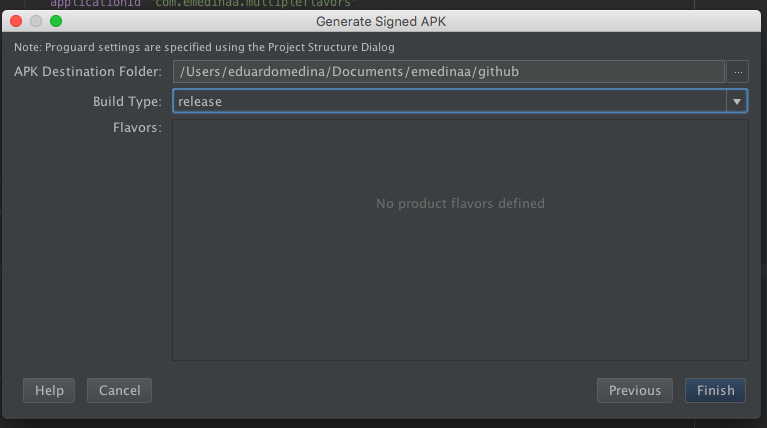 applicationId "com.emedinaa.multipleflavors"
Generate Signed APK
Note: Proguard settings are specified using the Project Structure Dialog
APK Destination Folder: /Users/eduardomedina/Documents/emedinaa/github ...
Build Type: release
Flavors:
No product flavors defined
Help Cancel Previous Finish